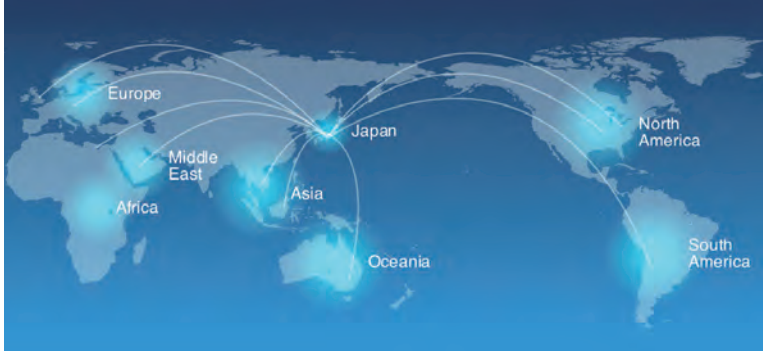 Europe
Japan
North
America
Middle
East
Asia
Africa
Oceania
South
America